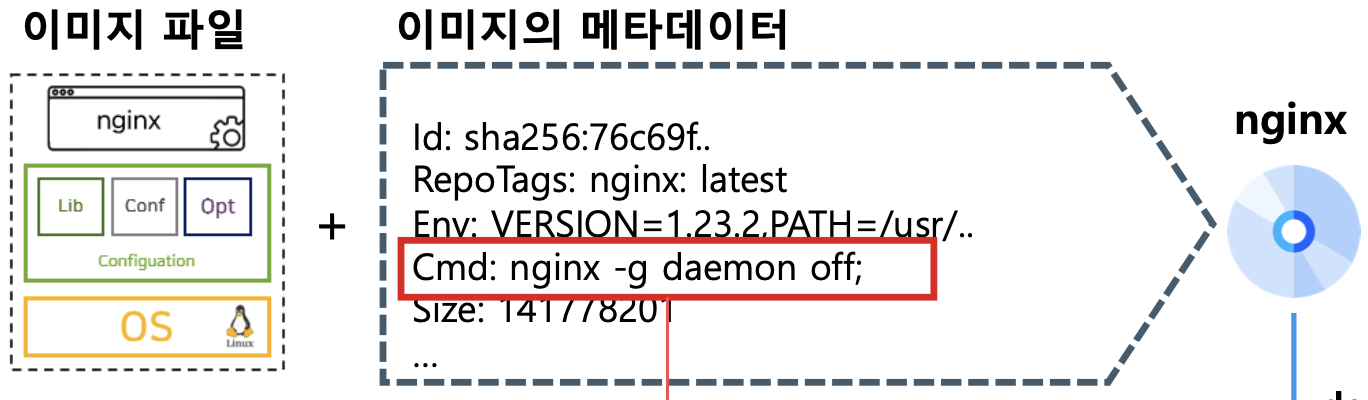 이미지 파일
이미지의 메타데이터
nginx
Lib Conf Opt
Configuation
OS
Linux
+
Id: sha256:76c69f..
RepoTags: nginx: latest
Env: VERSION=1.23.2,PATH=/usr/..
Cmd: nginx -g daemon off;
Size: 141778201
...
nginx